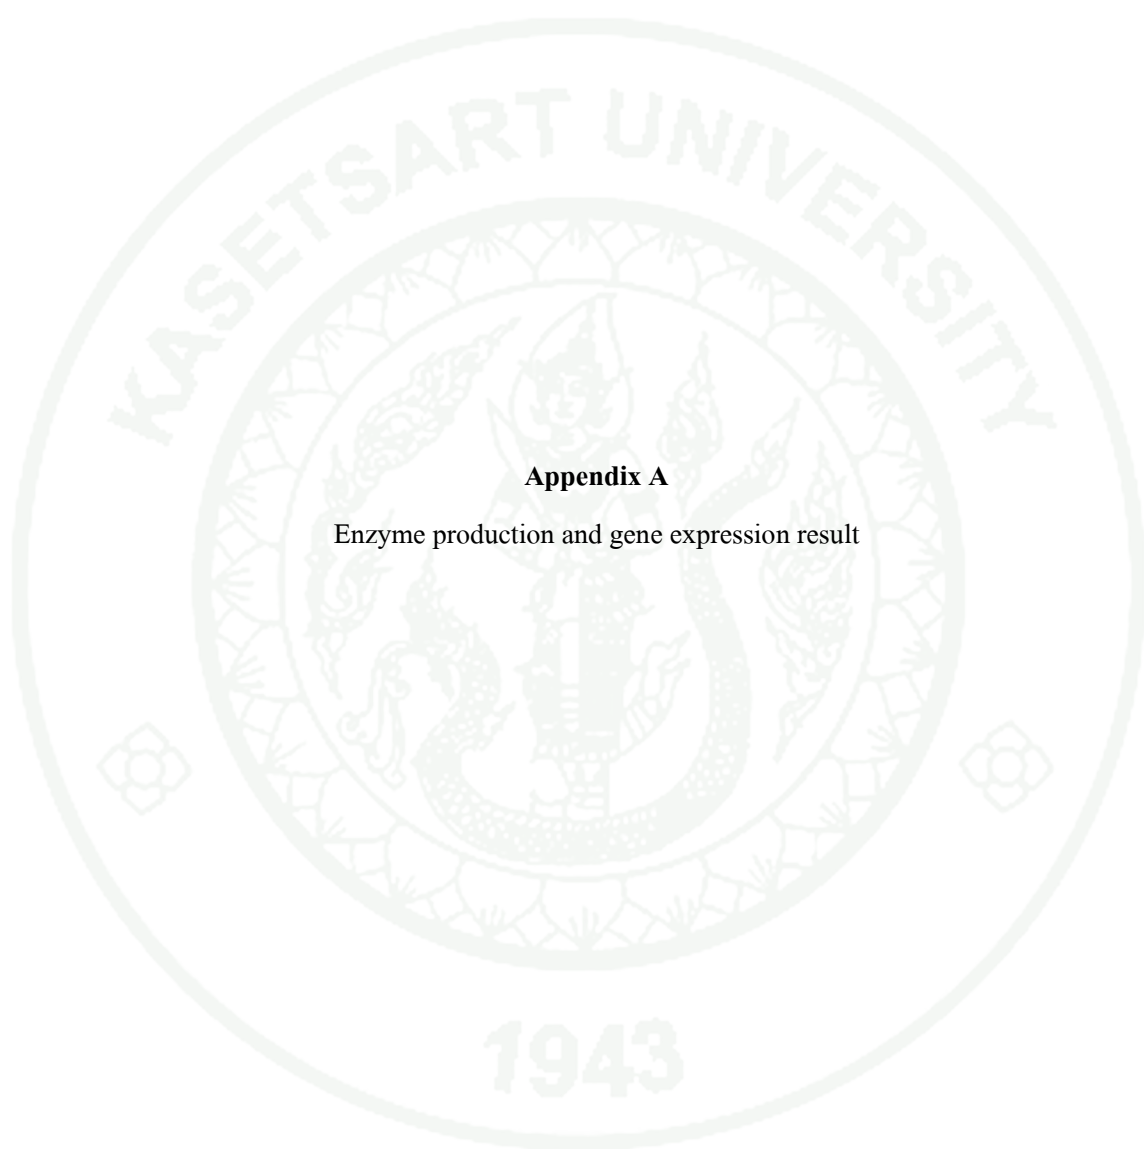 KASETSART UNIVERSITY
Appendix A
Enzyme production and gene expression result
1943